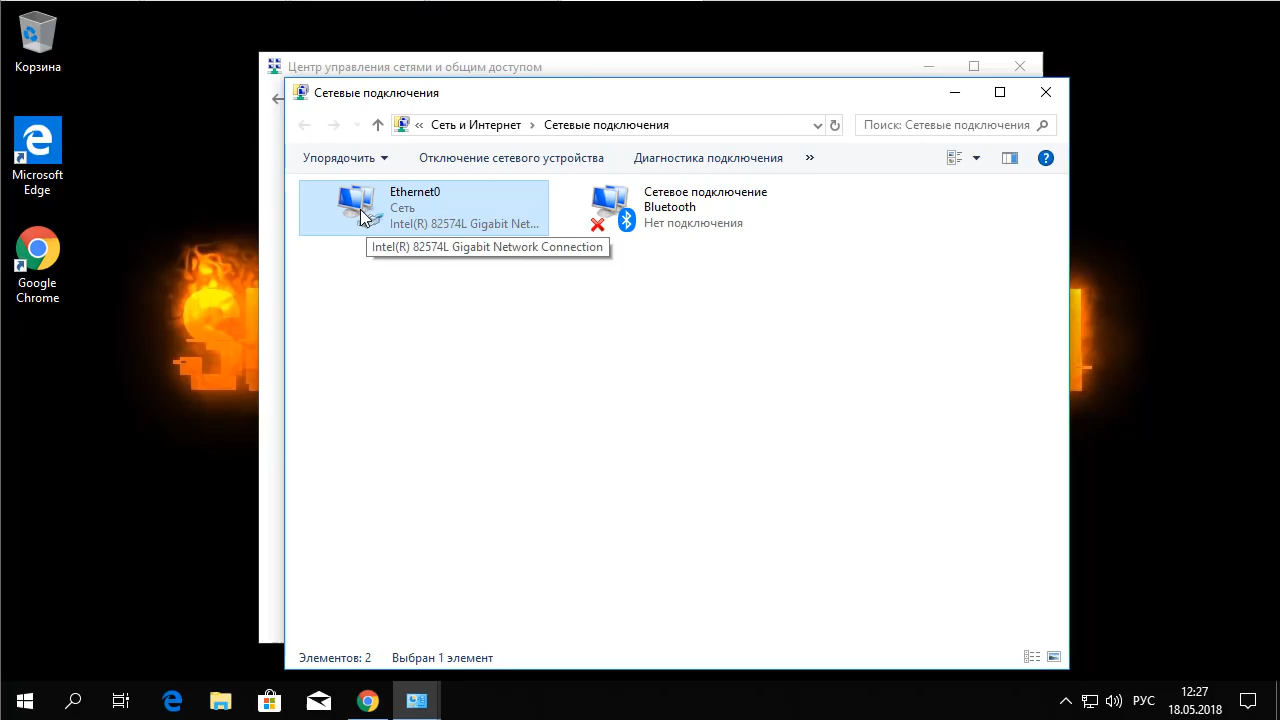 Корзина
Microsoft
Edge
Google
Chrome
Центр управления сетями и общим доступом
Сетевые подключения
« Сеть и Интернет › Сетевые подключения
Поиск: Сетевые подключения
Упорядочить
Отключение сетевого устройства
Диагностика подключения
»
Ethernet0
Сеть
Intel(R) 82574L Gigabit Net...
Intel(R) 82574L Gigabit Network Connection
Сетевое подключение
Bluetooth
Нет подключения
Элементов: 2
Выбран 1 элемент
РУС
12:27
18.05.2018